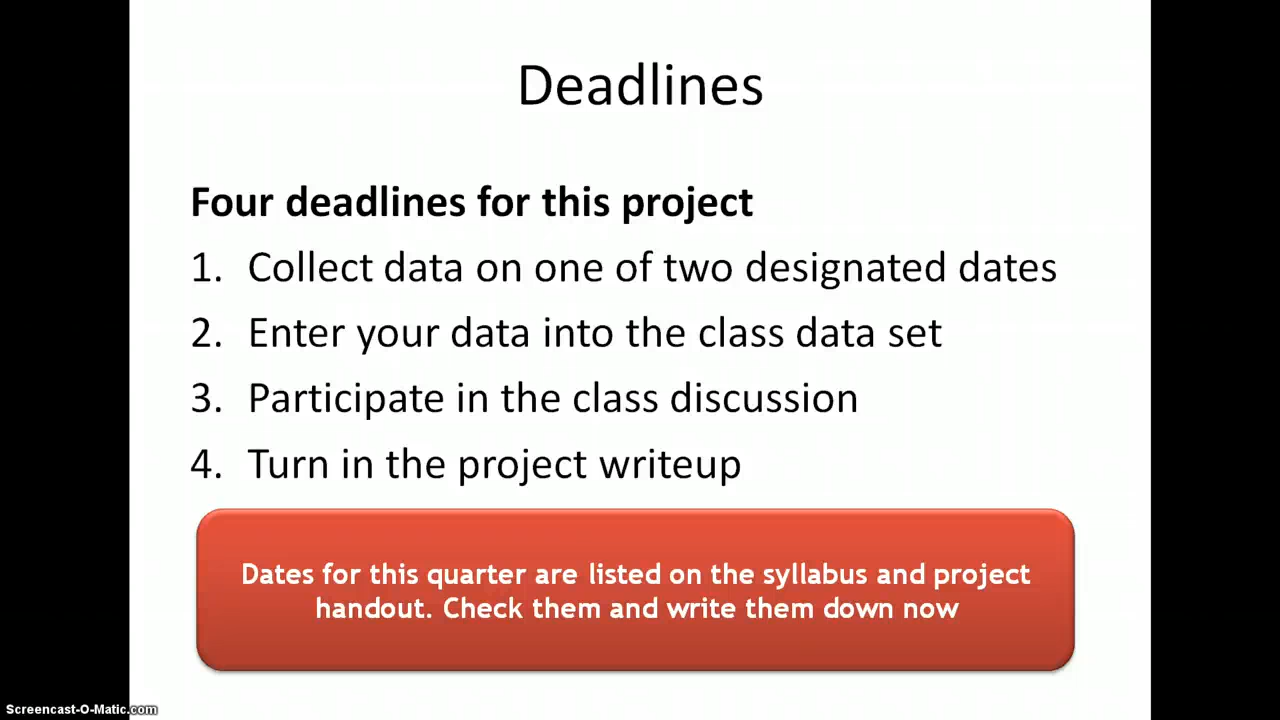 Deadlines
Four deadlines for this project
1. Collect data on one of two designated dates
2. Enter your data into the class data set
3. Participate in the class discussion
4. Turn in the project writeup
Dates for this quarter are listed on the syllabus and project
handout. Check them and write them down now
Screencast-O-Matic.com